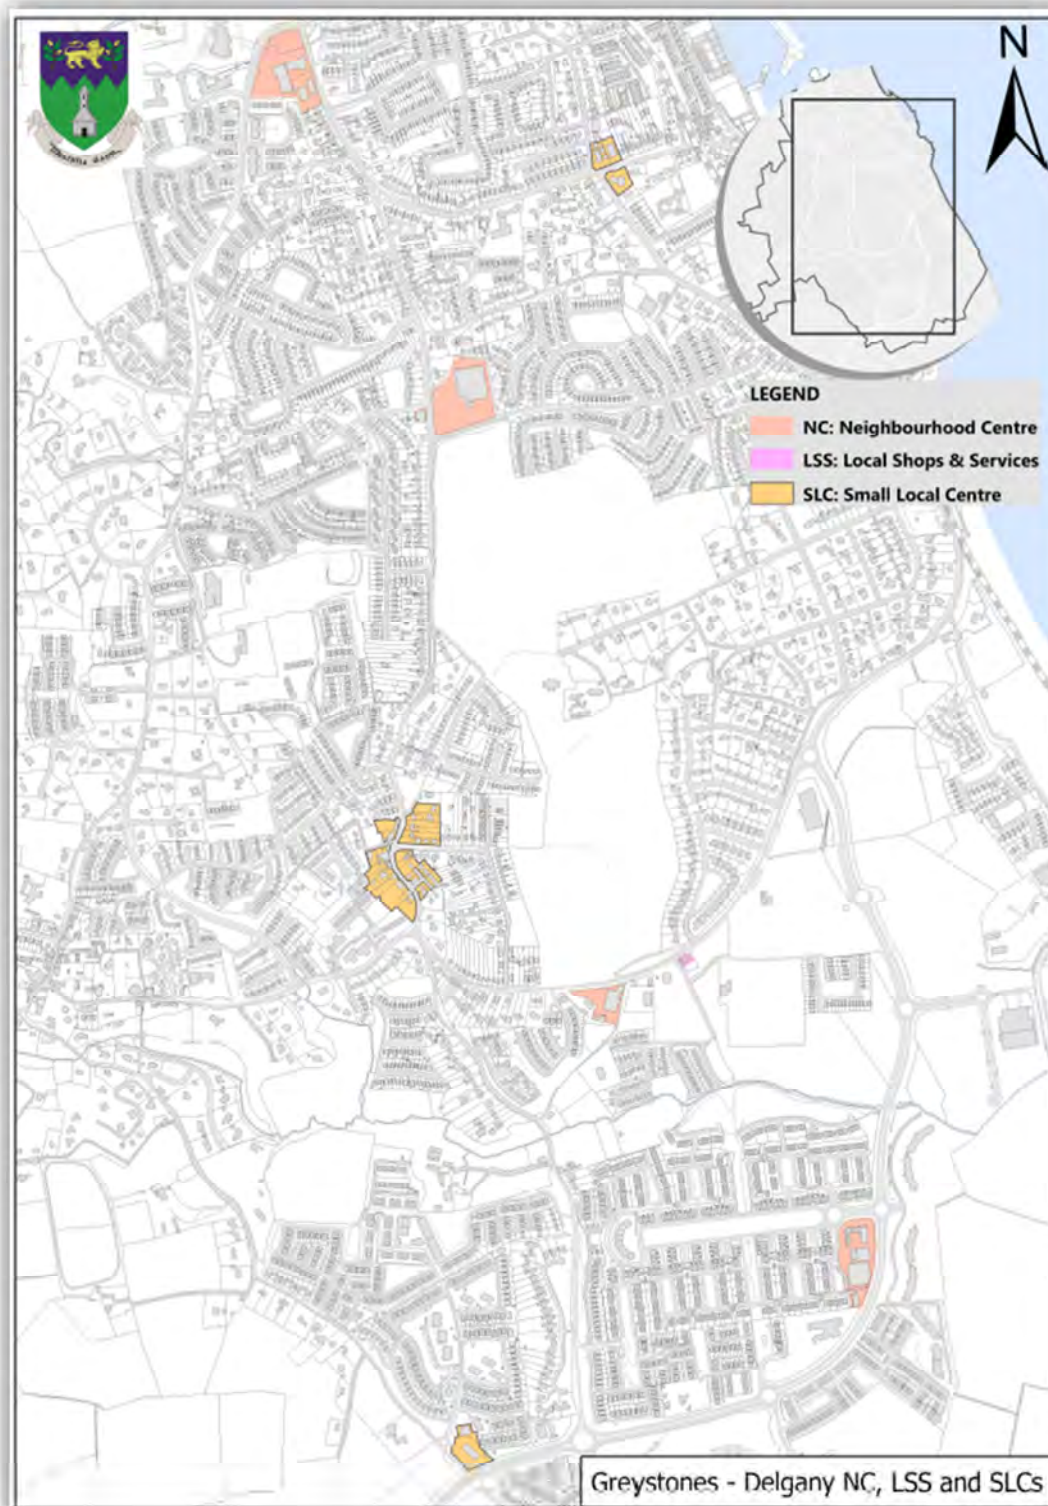 N
LEGEND
NC: Neighbourhood Centre
LSS: Local Shops & Services
SLC: Small Local Centre
Greystones - Delgany NC, LSS and SLCs